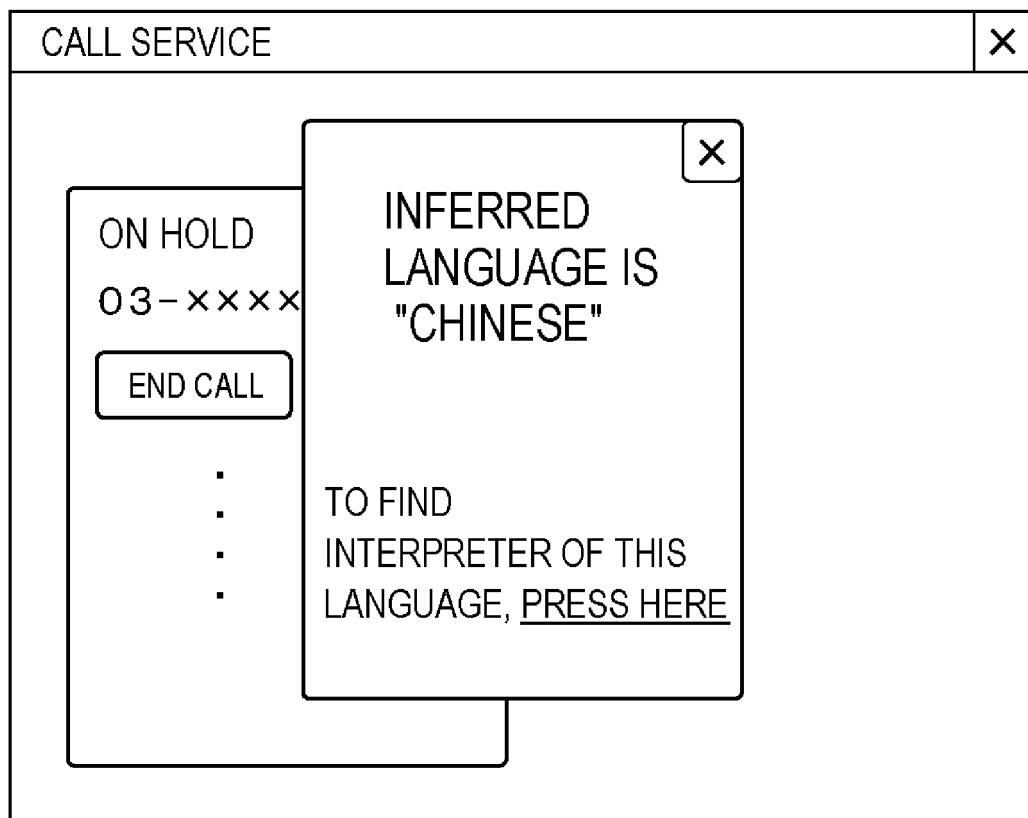 CALL SERVICE
ON HOLD
03-××××
END CALL
INFERRED
LANGUAGE IS
"CHINESE"
TO FIND
INTERPRETER OF THIS
LANGUAGE, PRESS HERE